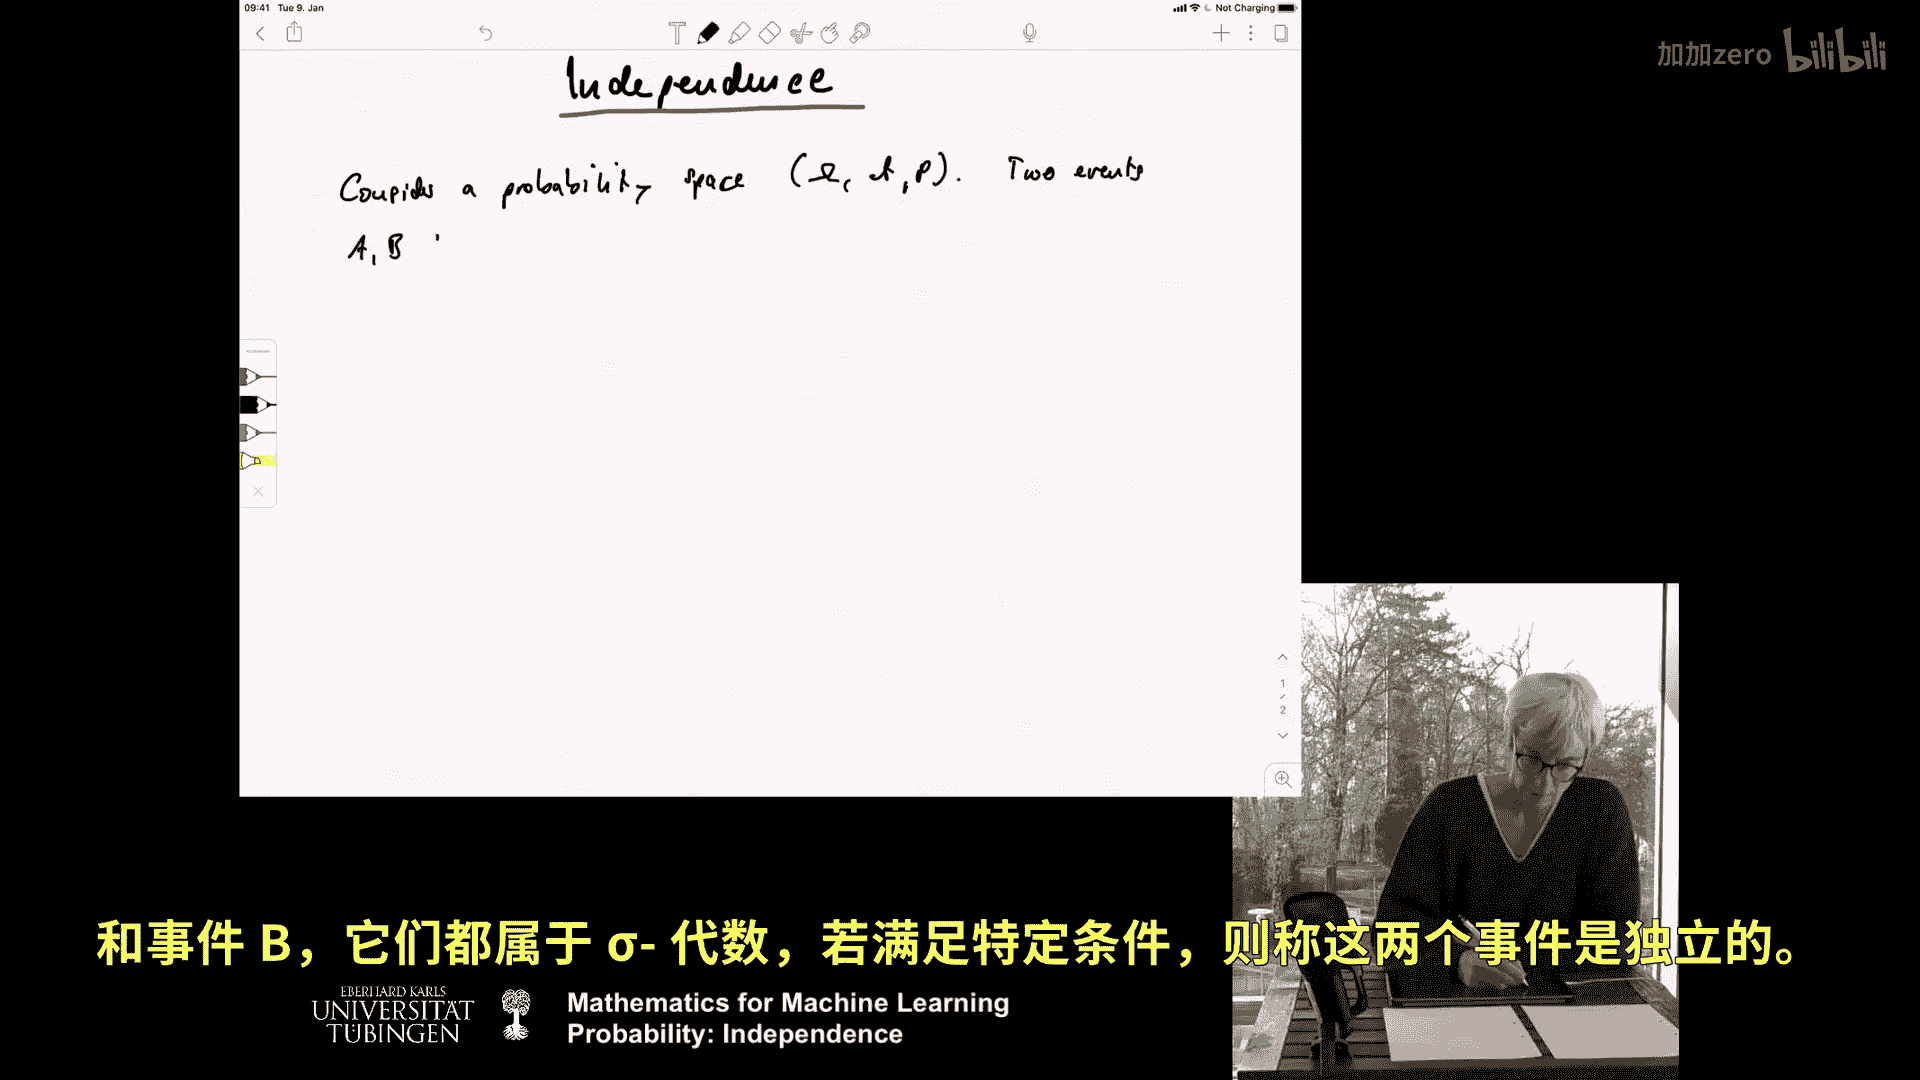 09:41 Tue 9. Jan
Not Charging
加加zero bilibili
Independence
Consider a probability space (Ω, A, P). Two events
A, B
1
/
2
和事件 B，它们都属于 σ- 代数，若满足特定条件，则称这两个事件是独立的。
EBERHARD KARLS
UNIVERSITÄT
TÜBINGEN
Mathematics for Machine Learning
Probability: Independence